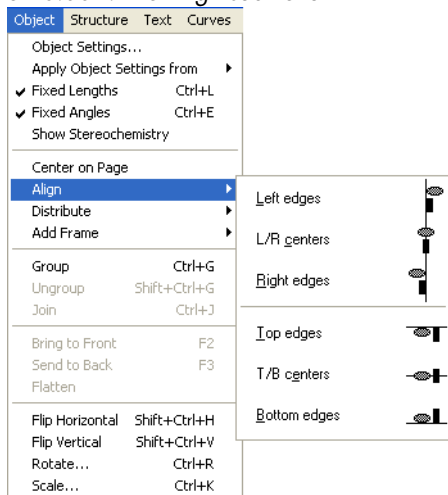 Object Structure Text Curves
Object Settings...
Apply Object Settings from
Fixed Lengths Ctrl+L
Fixed Angles Ctrl+E
Show Stereochemistry
Center on Page
Align
Distribute
Add Frame
Group Ctrl+G
Ungroup Shift+Ctrl+G
Join Ctrl+J
Bring to Front F2
Send to Back F3
Flatten
Flip Horizontal Shift+Ctrl+H
Flip Vertical Shift+Ctrl+V
Rotate... Ctrl+R
Scale... Ctrl+K
Left edges
L/R centers
Right edges
Top edges
T/B centers
Bottom edges